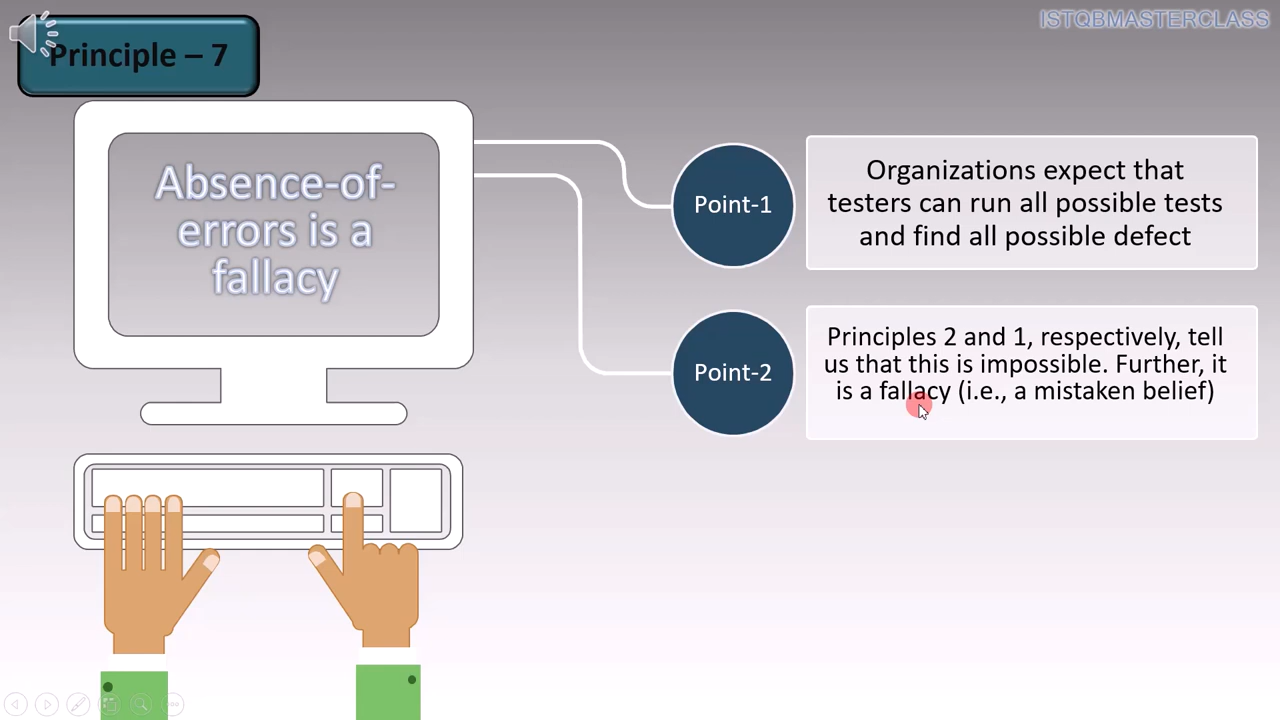 ISTQBMASTERCLASS
Principle – 7
Absence-of-
errors is a
fallacy
Point-1
Organizations expect that
testers can run all possible tests
and find all possible defect
Point-2
Principles 2 and 1, respectively, tell
us that this is impossible. Further, it
is a fallacy (i.e., a mistaken belief)